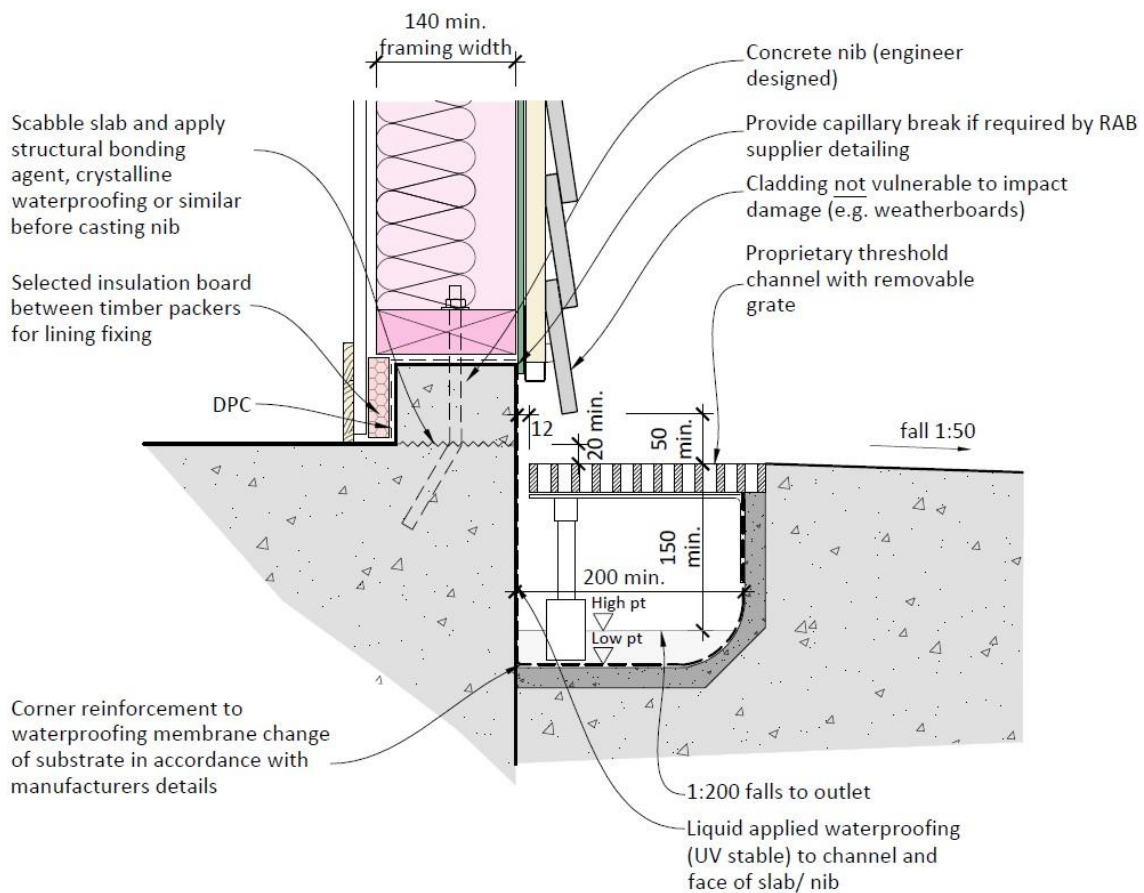 140 min.
framing width
Scabble slab and apply
structural bonding
agent, crystalline
waterproofing or similar
before casting nib
Selected insulation board
between timber packers
for lining fixing
DPC
Concrete nib (engineer
designed)
Provide capillary break if required by RAB
supplier detailing
Cladding not vulnerable to impact
damage (e.g. weatherboards)
Proprietary threshold
channel with removable
grate
12
20 min.
50
min.
fall 1:50
150
min.
200 min.
High pt
Low pt
Corner reinforcement to
waterproofing membrane change
of substrate in accordance with
manufacturers details
1:200 falls to outlet
Liquid applied waterproofing
(UV stable) to channel and
face of slab/ nib